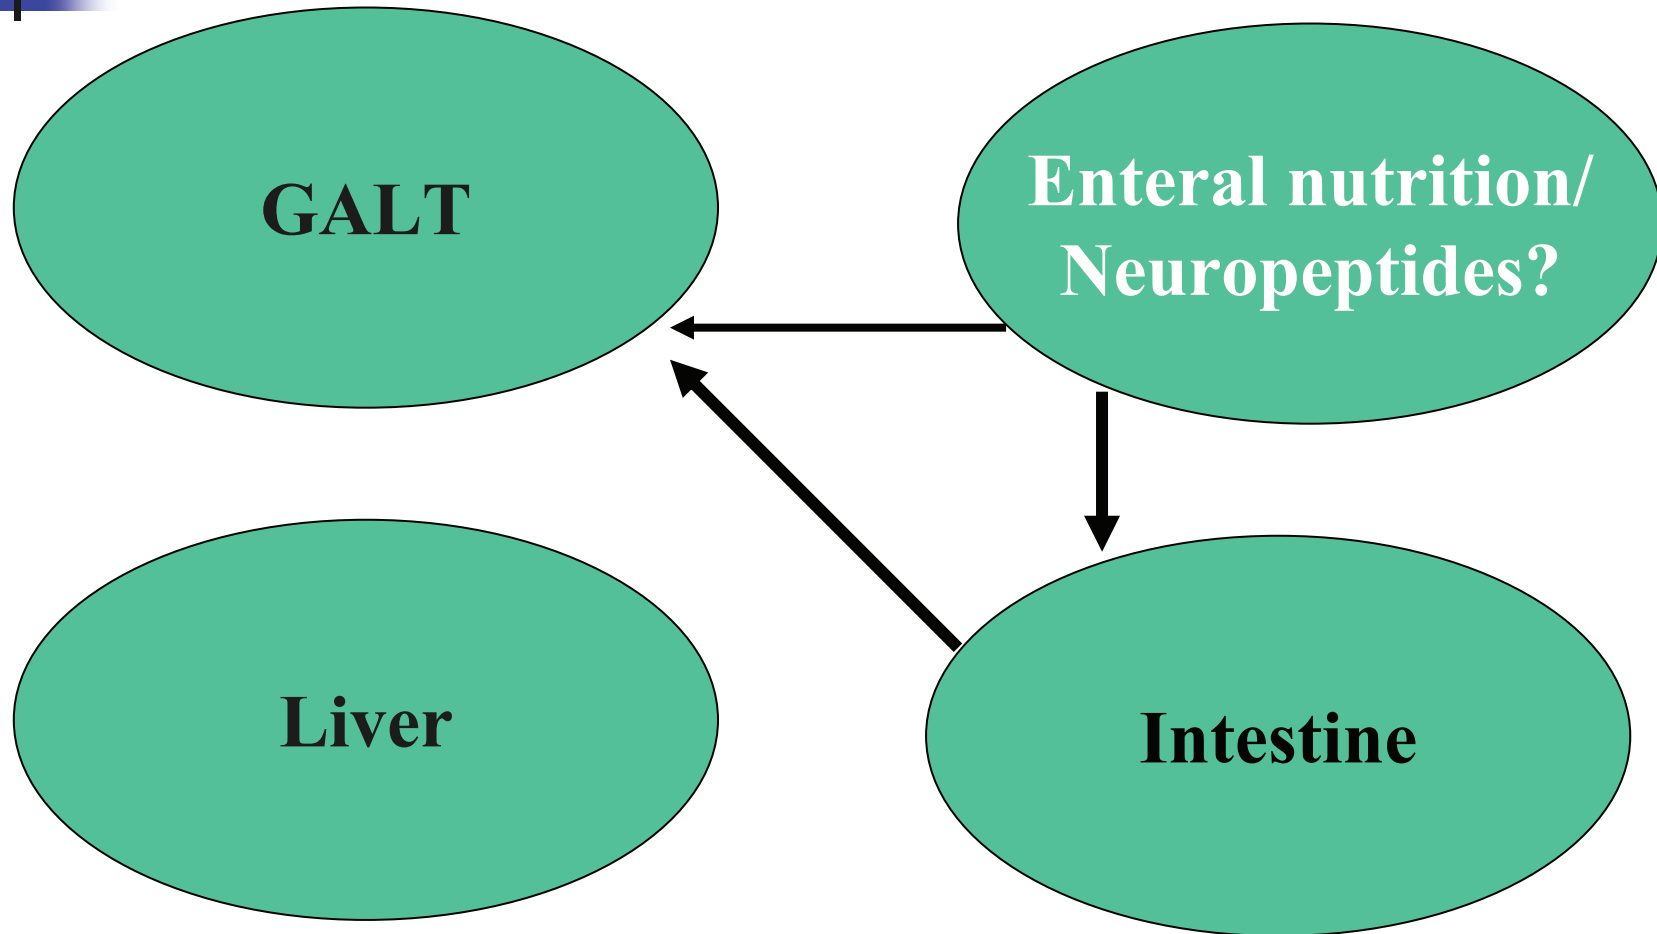 GALT
Enteral nutrition/
Neuropeptides?
Liver
Intestine